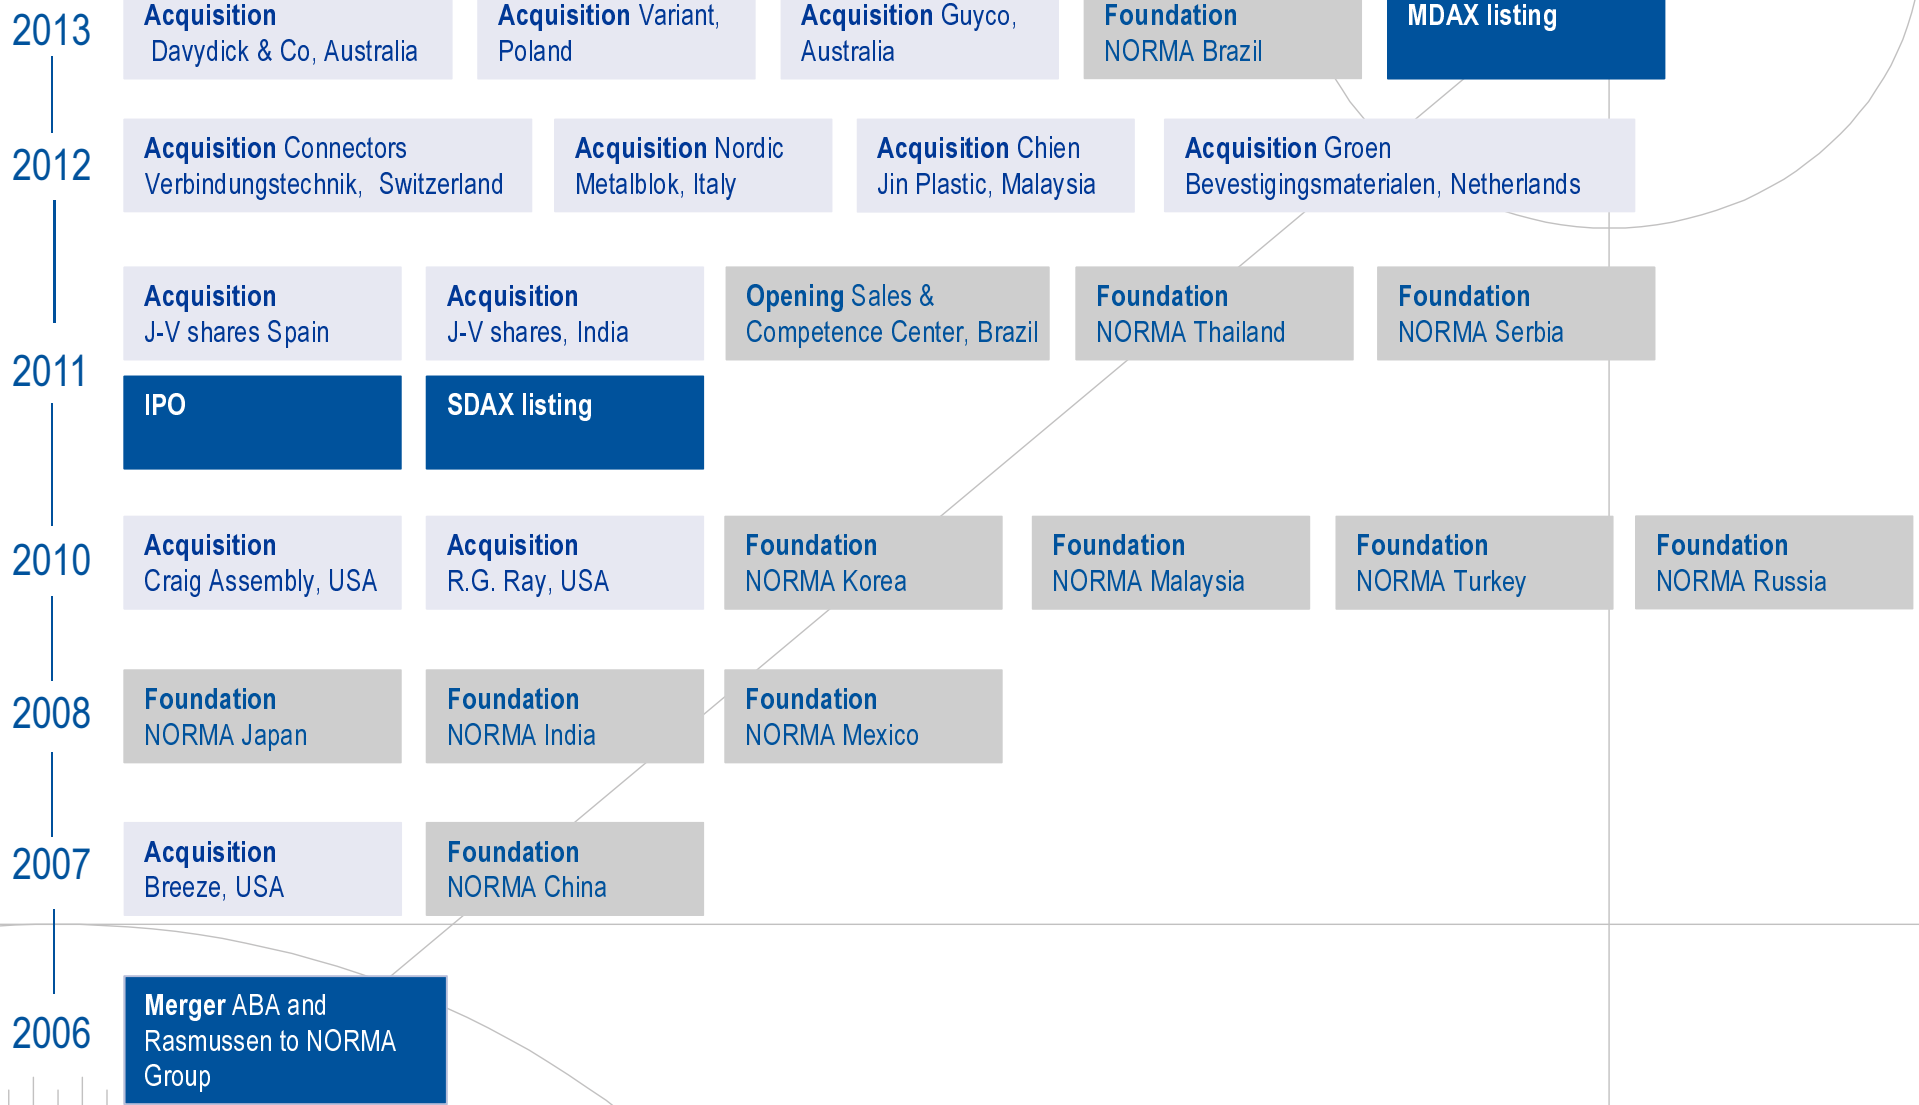 2013
Acquisition
Davydick & Co, Australia
Acquisition Variant,
Poland
Acquisition Guyco,
Australia
Foundation
NORMA Brazil
MDAX listing
2012
Acquisition Connectors
Verbindungstechnik, Switzerland
Acquisition Nordic
Metalblok, Italy
Acquisition Chien
Jin Plastic, Malaysia
Acquisition Groen
Bevestigingsmaterialen, Netherlands
2011
Acquisition
J-V shares Spain
Acquisition
J-V shares, India
Opening Sales &
Competence Center, Brazil
Foundation
NORMA Thailand
Foundation
NORMA Serbia
IPO
SDAX listing
2010
Acquisition
Craig Assembly, USA
Acquisition
R.G. Ray, USA
Foundation
NORMA Korea
Foundation
NORMA Malaysia
Foundation
NORMA Turkey
Foundation
NORMA Russia
2008
Foundation
NORMA Japan
Foundation
NORMA India
Foundation
NORMA Mexico
2007
Acquisition
Breeze, USA
Foundation
NORMA China
2006
Merger ABA and
Rasmussen to NORMA
Group